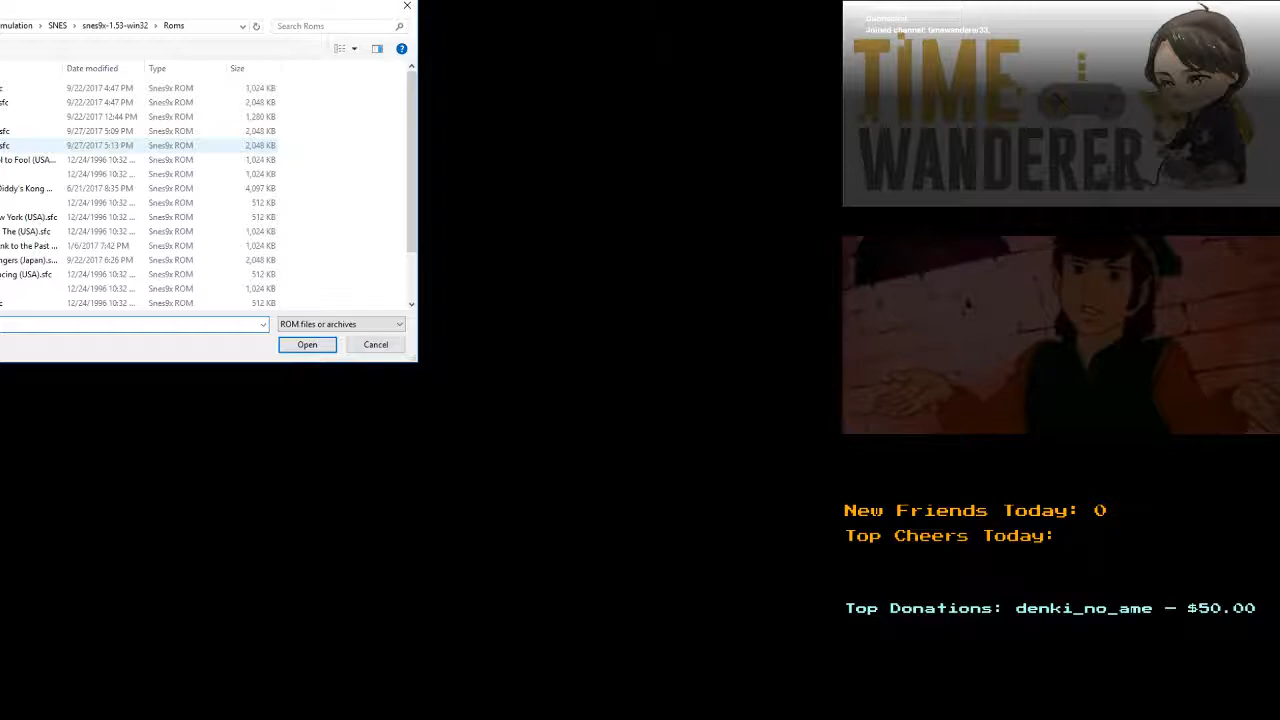 mulation > SNES > snes9x-1.53-win32 > Roms
Search Roms
Date modified Type Size
c 9/22/2017 4:47 PM Snes9x ROM 1,024 KB
sfc 9/22/2017 4:47 PM Snes9x ROM 2,048 KB
9/22/2017 12:44 PM Snes9x ROM 1,280 KB
sfc 9/27/2017 5:09 PM Snes9x ROM 2,048 KB
sfc 9/27/2017 5:13 PM Snes9x ROM 2,048 KB
l to Fool (USA... 12/24/1996 10:32 ... Snes9x ROM 1,024 KB
12/24/1996 10:32 ... Snes9x ROM 1,024 KB
Diddy's Kong ... 6/21/2017 8:35 PM Snes9x ROM 4,097 KB
12/24/1996 10:32 ... Snes9x ROM 512 KB
ew York (USA).sfc 12/24/1996 10:32 ... Snes9x ROM 512 KB
The (USA).sfc 12/24/1996 10:32 ... Snes9x ROM 1,024 KB
nk to the Past ... 1/6/2017 7:42 PM Snes9x ROM 1,024 KB
ngers (Japan).s... 9/22/2017 6:26 PM Snes9x ROM 2,048 KB
cing (USA).sfc 12/24/1996 10:32 ... Snes9x ROM 512 KB
12/24/1996 10:32 ... Snes9x ROM 1,024 KB
c 12/24/1996 10:32 ... Snes9x ROM 512 KB
ROM files or archives
Open Cancel
Joined channel: timewanderer33.
TIME
WANDERER
New Friends Today: 0
Top Cheers Today:
Top Donations: denki_no_ame — $50.00